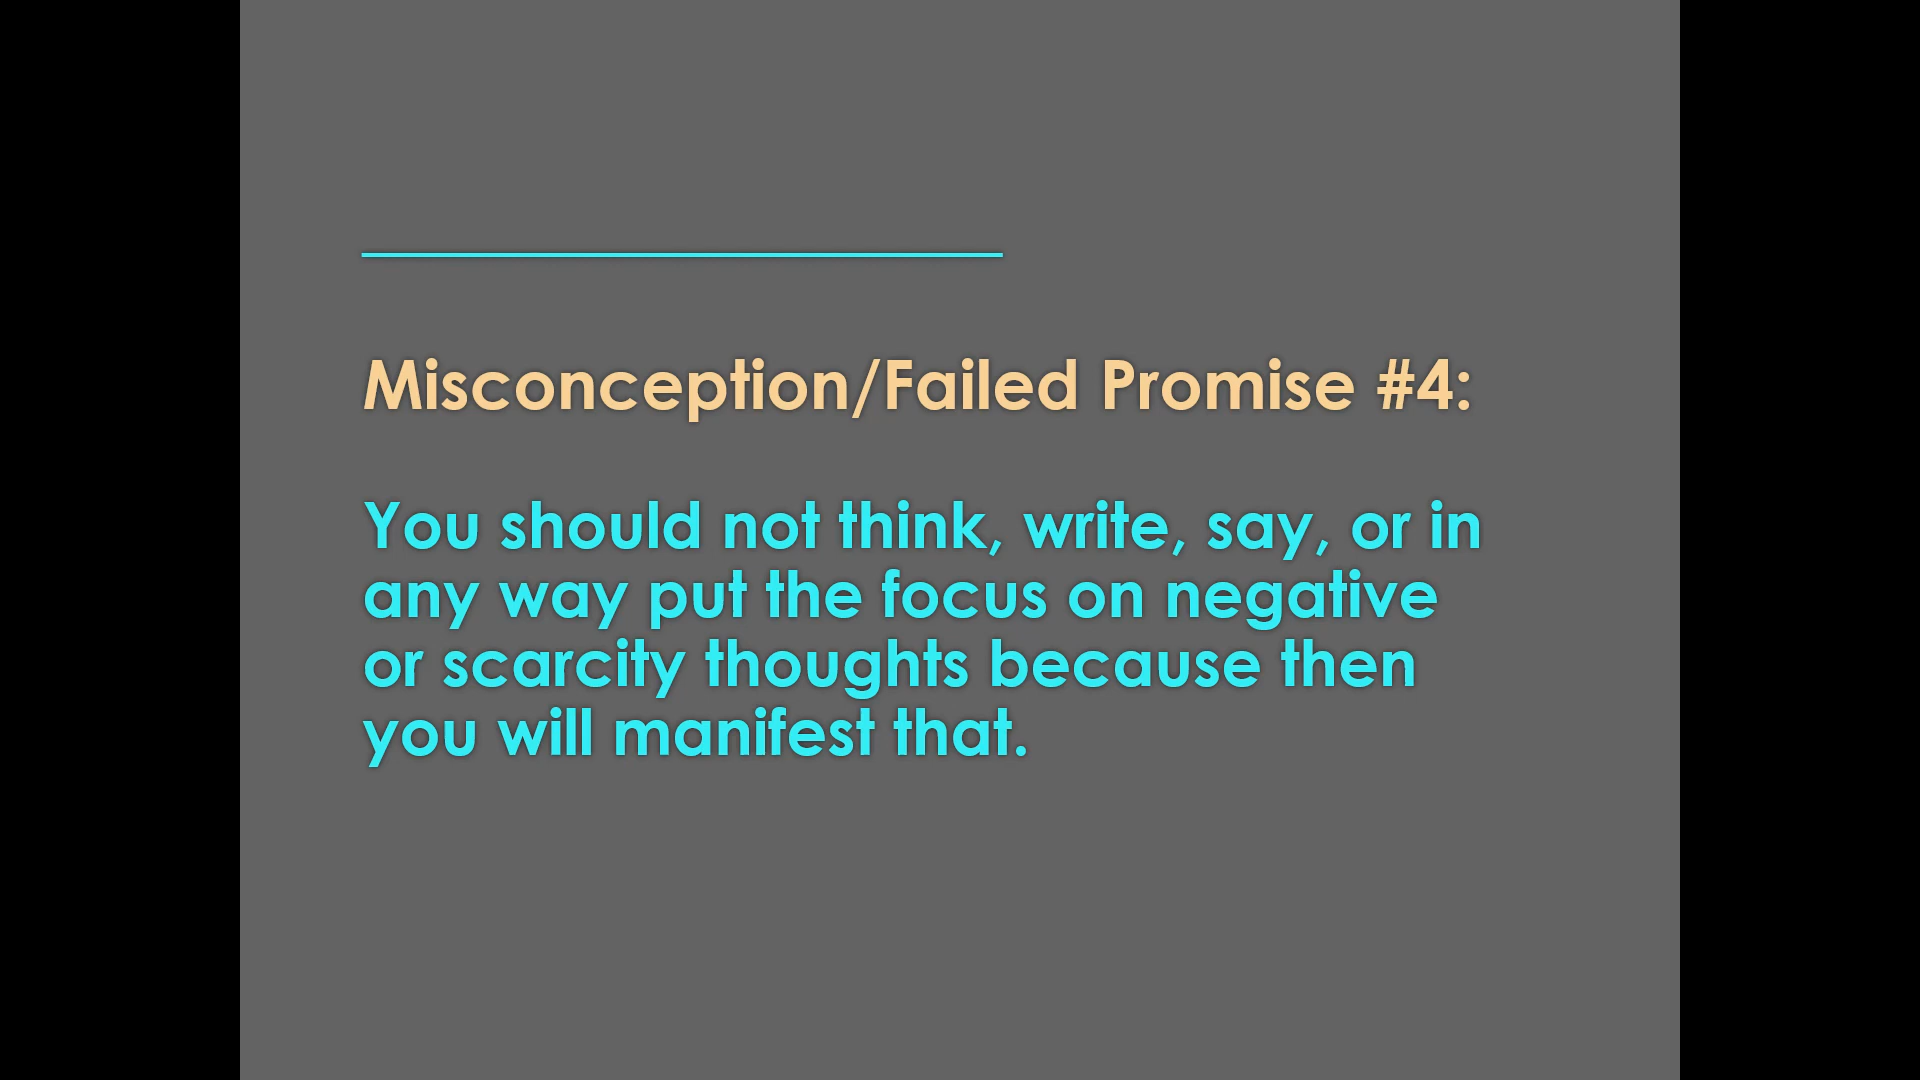 Misconception/Failed Promise #4:
You should not think, write, say, or in
any way put the focus on negative
or scarcity thoughts because then
you will manifest that.